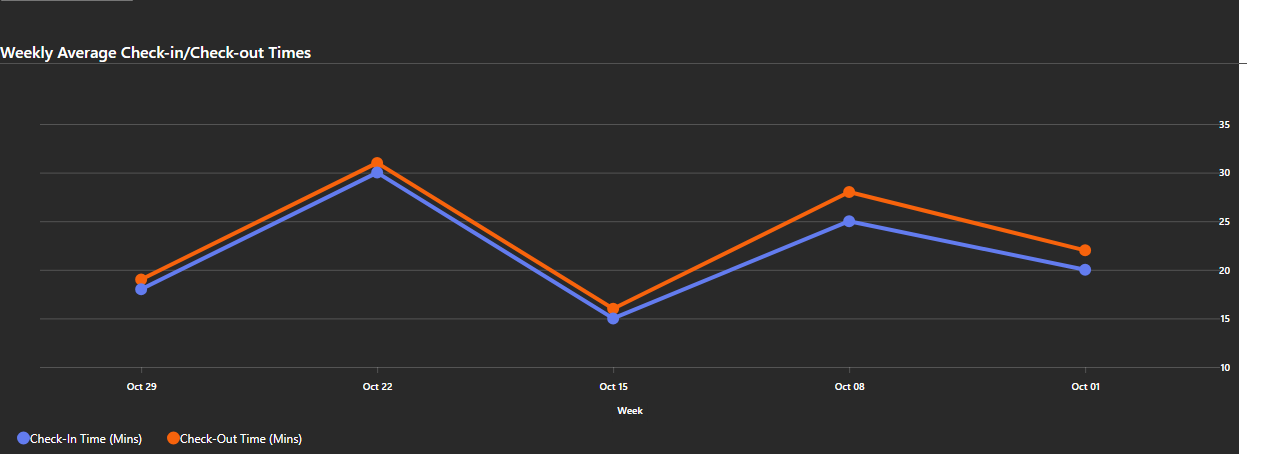 Weekly Average Check-in/Check-out Times
35
30
25
20
15
10
Oct 29 Oct 22 Oct 15 Oct 08 Oct 01
Week
Check-In Time (Mins) Check-Out Time (Mins)